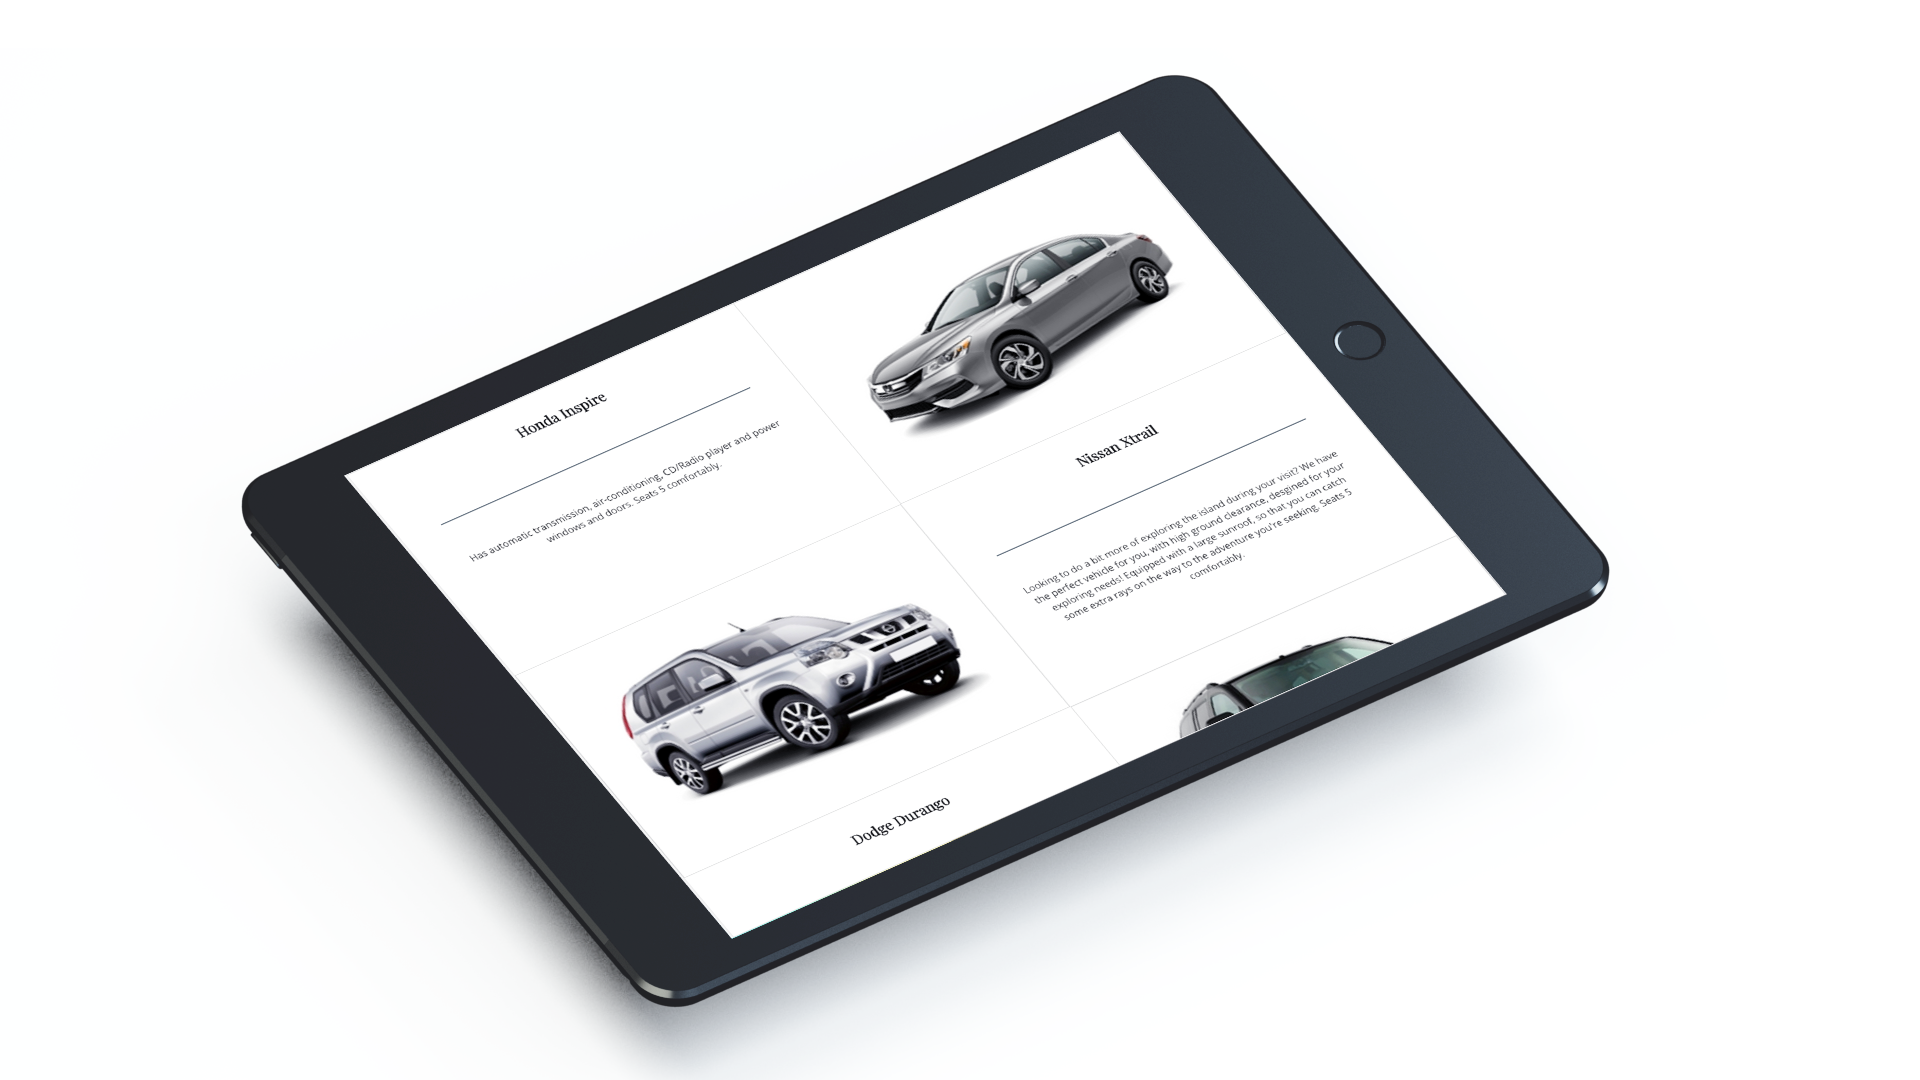 Honda Inspire
Has automatic transmission, air-conditioning, CD/Radio player and power
windows and doors. Seats 5 comfortably.
Nissan Xtrail
Looking to do a bit more of exploring the island during your visit? We have
the perfect vehicle for you, with high ground clearance, desgined for your
exploring needs! Equipped with a large sunroof, so that you can catch
some extra rays on the way to the adventure you're seeking. Seats 5
comfortably.
Dodge Durango